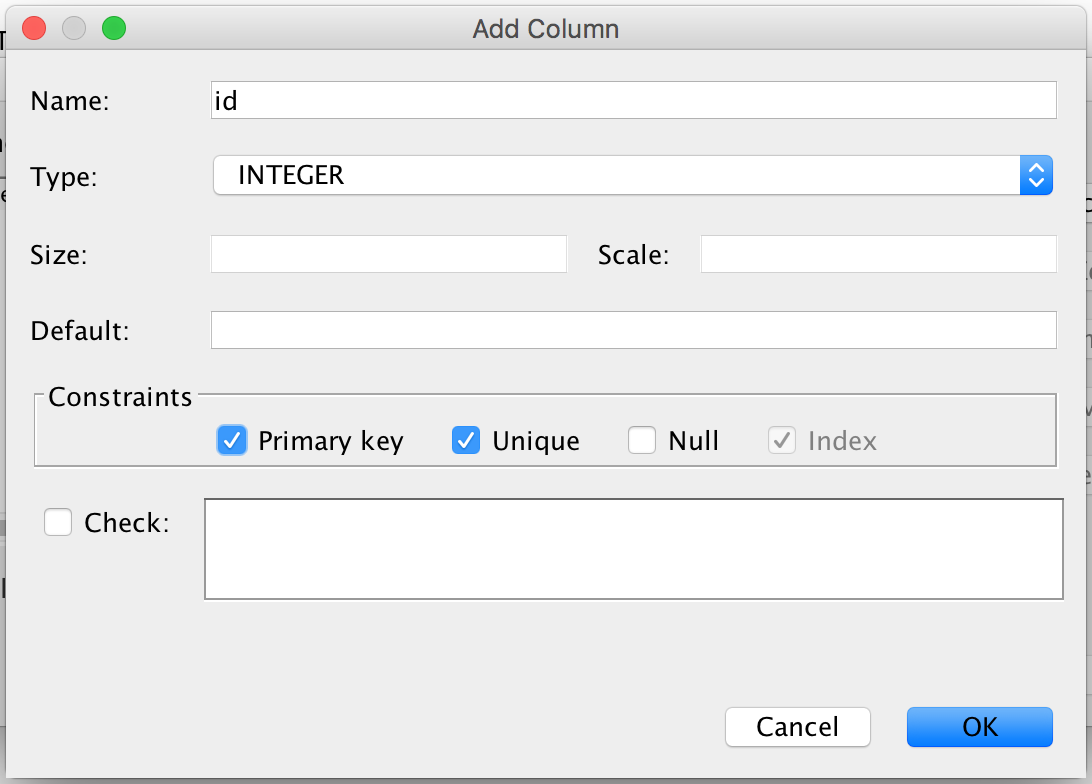 Add Column
Name: id
Type: INTEGER
Size: Scale:
Default:
Constraints
Primary key Unique Null Index
Check:
Cancel OK